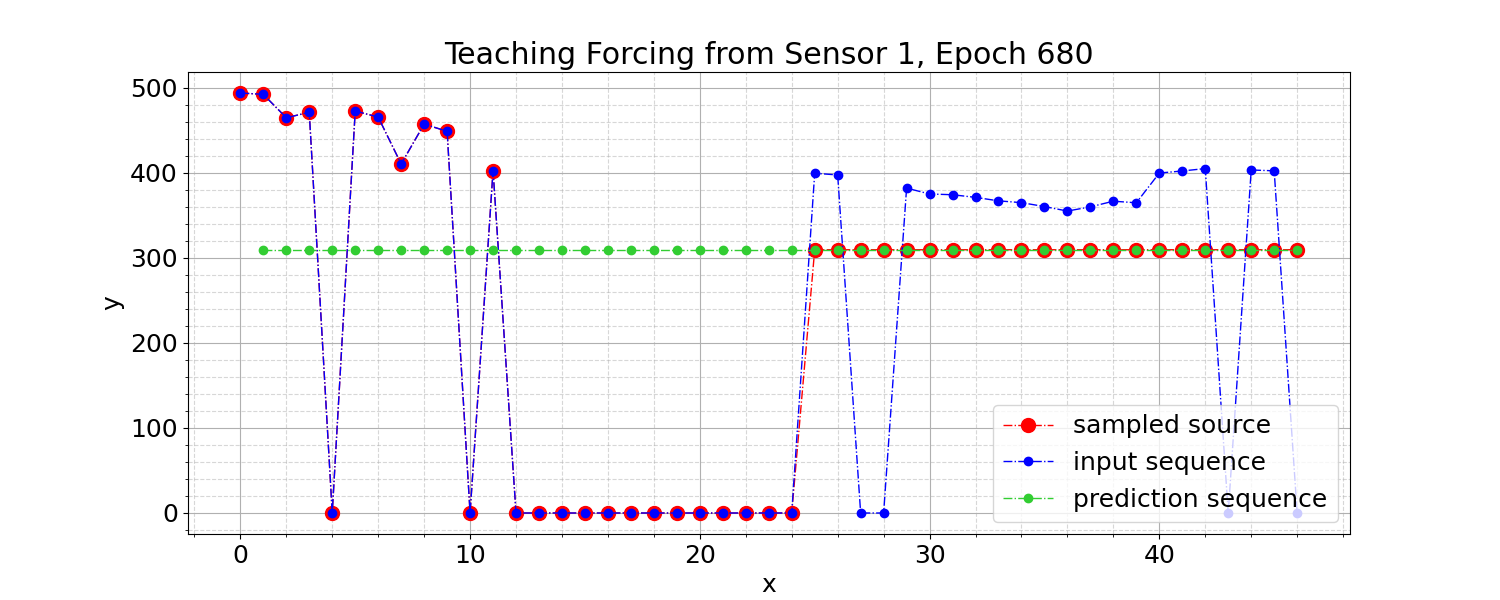 Teaching Forcing from Sensor 1, Epoch 680
500
400
300
200
100
0
y
0 10 20 30 40
x
sampled source
input sequence
prediction sequence